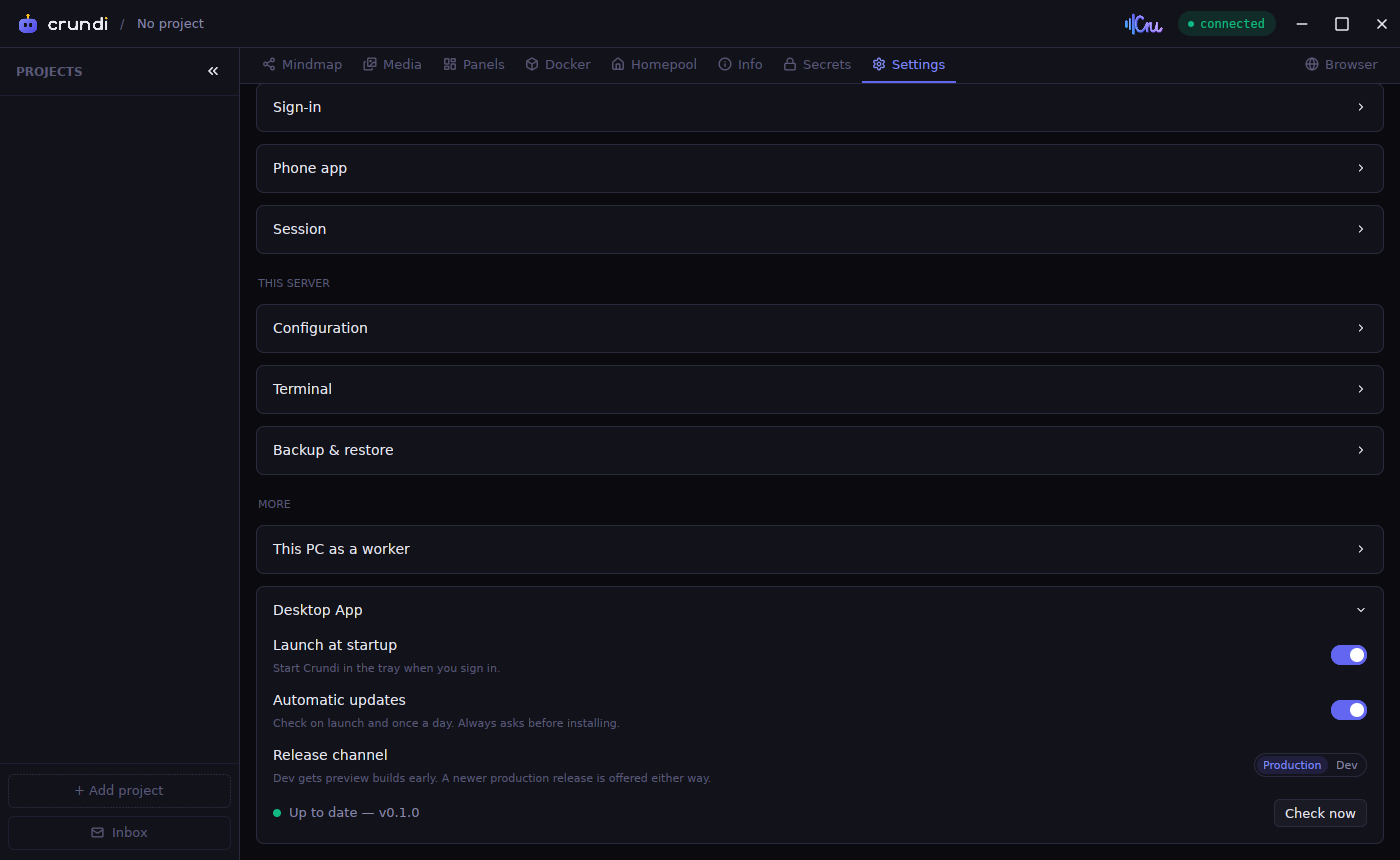 crundi / No project
Cru
connected
PROJECTS
Mindmap
Media
Panels
Docker
Homepool
Info
Secrets
Settings
Browser
Sign-in
Phone app
Session
THIS SERVER
Configuration
Terminal
Backup & restore
MORE
This PC as a worker
Desktop App
Launch at startup
Start Crundi in the tray when you sign in.
Automatic updates
Check on launch and once a day. Always asks before installing.
Release channel
Dev gets preview builds early. A newer production release is offered either way.
Production
Dev
Up to date — v0.1.0
Check now
+ Add project
Inbox